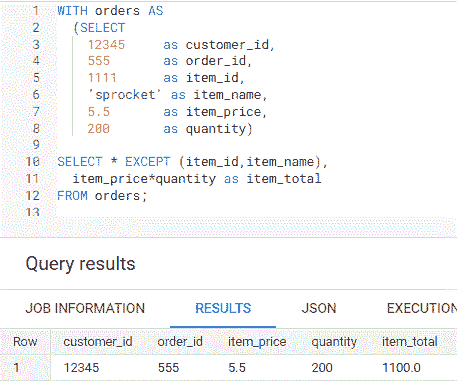 1 WITH orders AS
2 (SELECT
3 12345 as customer_id,
4 555 as order_id,
5 1111 as item_id,
6 'sprocket' as item_name,
7 5.5 as item_price,
8 200 as quantity)
9
10 SELECT * EXCEPT (item_id,item_name),
11 item_price*quantity as item_total
12 FROM orders;
13
Query results
JOB INFORMATION RESULTS JSON EXECUTION
Row customer_id order_id item_price quantity item_total
1 12345 555 5.5 200 1100.0